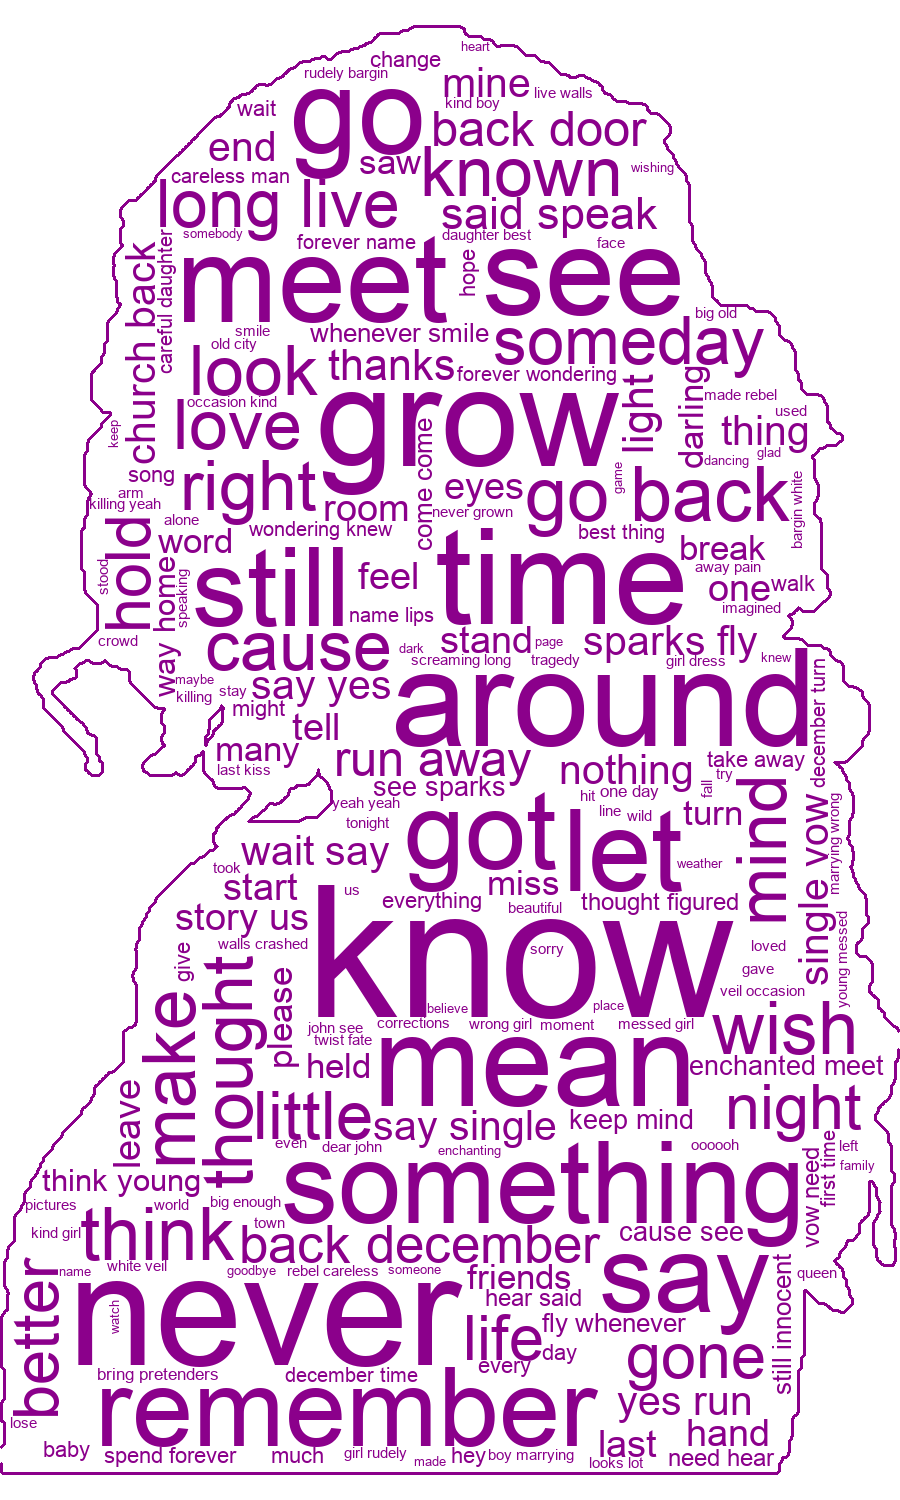 heart
change
rudely bargin
mine
live walls
kind boy
wait
go
back door
end
saw
known
wishing
careless man
long live
said speak
somebody
forever name
daughter best
face
church back
careful daughter
meet
hope
see
big old
smile
whenever smile
someday
old city
look
thanks
forever wondering
light
darling
made rebel
occasion kind
love
grow
used
thing
keep
come come
glad
song
right
eyes
game
dancing
go back
bargin white
arm
killing yeah
room
never grown
alone
wondering knew
best thing
hold
word
still
time
break
stood
way home
speaking
feel
away pain
one
walk
name lips
imagined
crowd
cause
dark
stand
page
sparks fly
screaming long
tragedy
girl dress
knew
maybe
killing
stay
say yes
around
december turn
might
tell
many
run away
nothing
take away
last kiss
see sparks
hit
one day
fall
try
mind
yeah yeah
line
wild
turn
single vow
marrying wrong
tonight
got
let
wait say
took
start
us
miss
weather
everything
thought figured
story us
beautiful
know
young messed
walls crashed
sorry
loved
give
gave
make
thought
please
veil occasion
believe
place
john see
corrections
wrong girl
moment
messed girl
wish
twist fate
mean
held
enchanted meet
leave
little
say single
keep mind
night
even
dear john
enchanting
oooooh
vow need
first time
left
family
think young
something
pictures
world
big enough
kind girl
think
town
back december
cause see
name
white veil
goodbye
rebel careless
someone
friends
say
still innocent
queen
better
watch
never
hear said
life
fly whenever
day
every
gone
bring pretenders
december time
remember
yes run
lose
baby
spend forever
much
girl rudely
made
hey
boy marrying
last
looks lot
hand
need hear